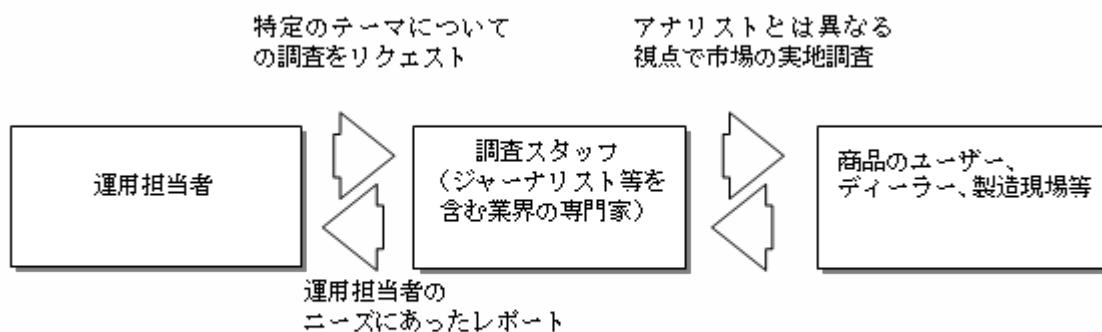 特定のテーマについて
の調査をリクエスト
アナリストとは異なる
視点で市場の実地調査
運用担当者
調査スタッフ
（ジャーナリスト等を
含む業界の専門家）
商品のユーザー、
ディーラー、製造現場等
運用担当者の
ニーズにあったレポート